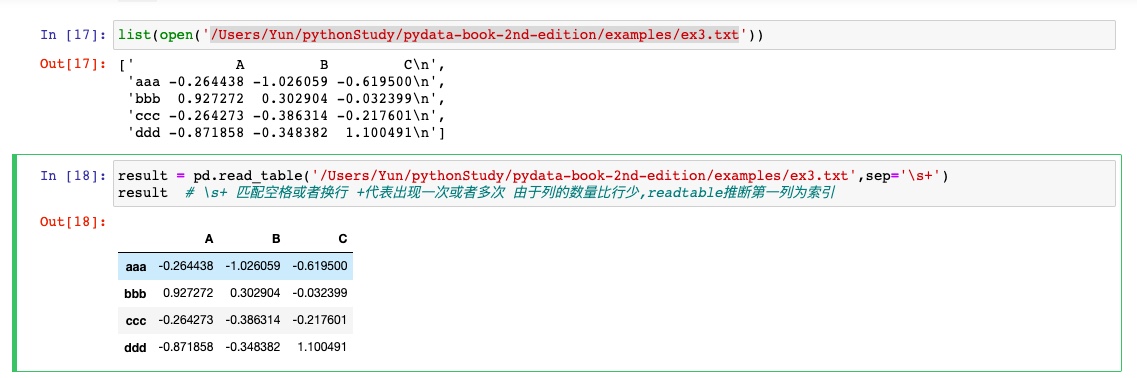 In [17]: list(open('/Users/Yun/pythonStudy/pydata-book-2nd-edition/examples/ex3.txt'))
Out[17]: ['            A         B         C\n',
 'aaa -0.264438 -1.026059 -0.619500\n',
 'bbb  0.927272  0.302904 -0.032399\n',
 'ccc -0.264273 -0.386314 -0.217601\n',
 'ddd -0.871858 -0.348382  1.100491\n']
In [18]: result = pd.read_table('/Users/Yun/pythonStudy/pydata-book-2nd-edition/examples/ex3.txt',sep='\s+')
result  # \s+ 匹配空格或者换行 +代表出现一次或者多次 由于列的数量比行少,readtable推断第一列为索引
Out[18]:
A B C
aaa -0.264438 -1.026059 -0.619500
bbb 0.927272 0.302904 -0.032399
ccc -0.264273 -0.386314 -0.217601
ddd -0.871858 -0.348382 1.100491